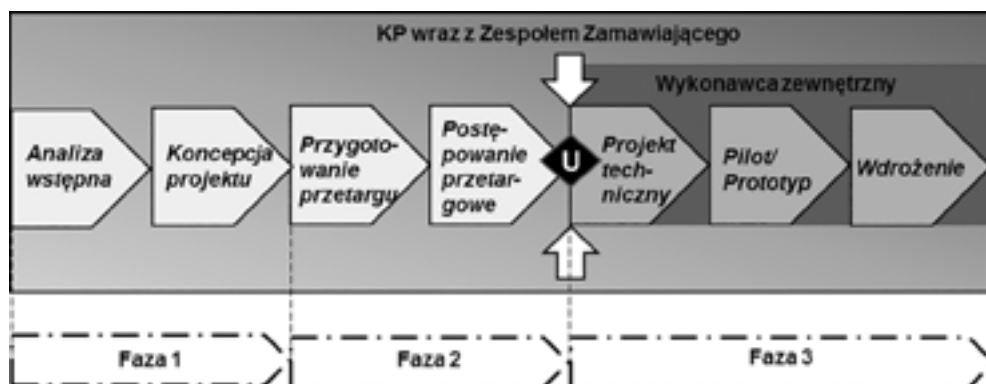 KP wraz z Zespołem Zamawiającego
Wykonawca zewnętrzny
Analiza
wstępna
Koncepcja
projektu
Przygoto-
wanie
przetargu
Postę-
powanie
przetar-
gowe
U
Projekt
tech-
niczny
Pilot/
Prototyp
Wdrożenie
Faza 1
Faza 2
Faza 3